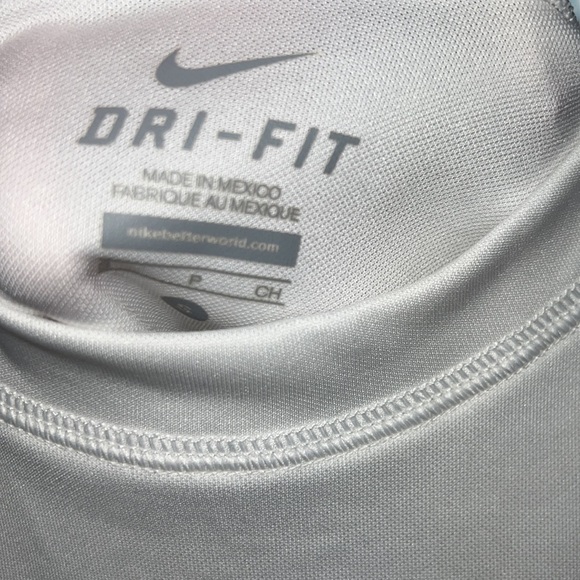 DRI-FIT
MADE IN MEXICO
FABRIQUE AU MEXIQUE
nikebetterworld.com
P CH
S